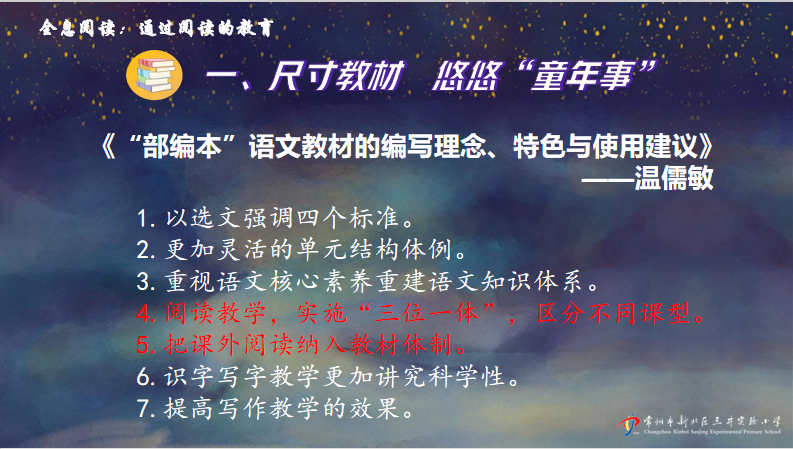 全息阅读：通过阅读的教育
一、尺寸教材　悠悠“童年事”
《“部编本”语文教材的编写理念、特色与使用建议》
——温儒敏
1.以选文强调四个标准。
2.更加灵活的单元结构体例。
3.重视语文核心素养重建语文知识体系。
4.阅读教学，实施“三位一体”，区分不同课型。
5.把课外阅读纳入教材体制。
6.识字写字教学更加讲究科学性。
7.提高写作教学的效果。
常州市新北区三井实验小学
Changzhou Xinbei Sanjing Experimental Primary School